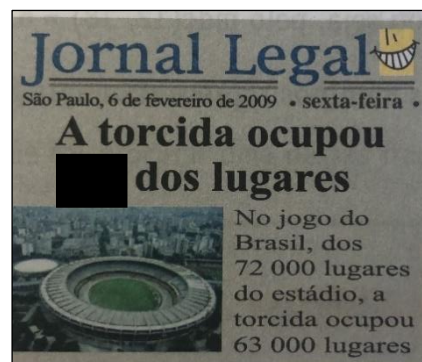 Jornal Legal
São Paulo, 6 de fevereiro de 2009 • sexta-feira •
A torcida ocupou
dos lugares
No jogo do
Brasil, dos
72 000 lugares
do estádio, a
torcida ocupou
63 000 lugares